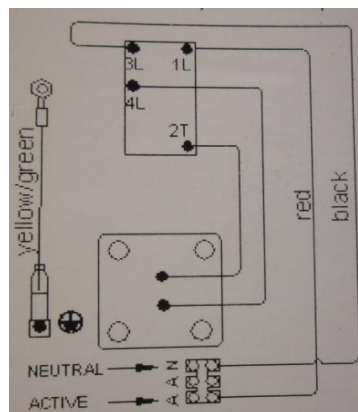 3L 1L
4L
2T
yellow/green
red
black
NEUTRAL N
A
ACTIVE A